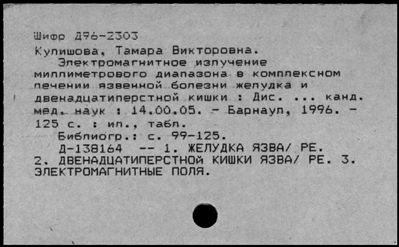 Шифр Д96-2303
Купишова, Тамара Викторовна.
Электромагнитное излучение
миллиметрового диапазона в комплексном
лечении язвенной болезни желудка и
двенадцатиперстной кишки : Дис. ... канд.
мед. наук : 14.00.05. - Барнаул, 1996. -
125 с. : ил., табл.
Библиогр.: с. 99-125.
Д-138164 -- 1. ЖЕЛУДКА ЯЗВА/ РЕ.
2. ДВЕНАДЦАТИПЕРСТНОЙ КИШКИ ЯЗВА/ РЕ. 3.
ЭЛЕКТРОМАГНИТНЫЕ ПОЛЯ.